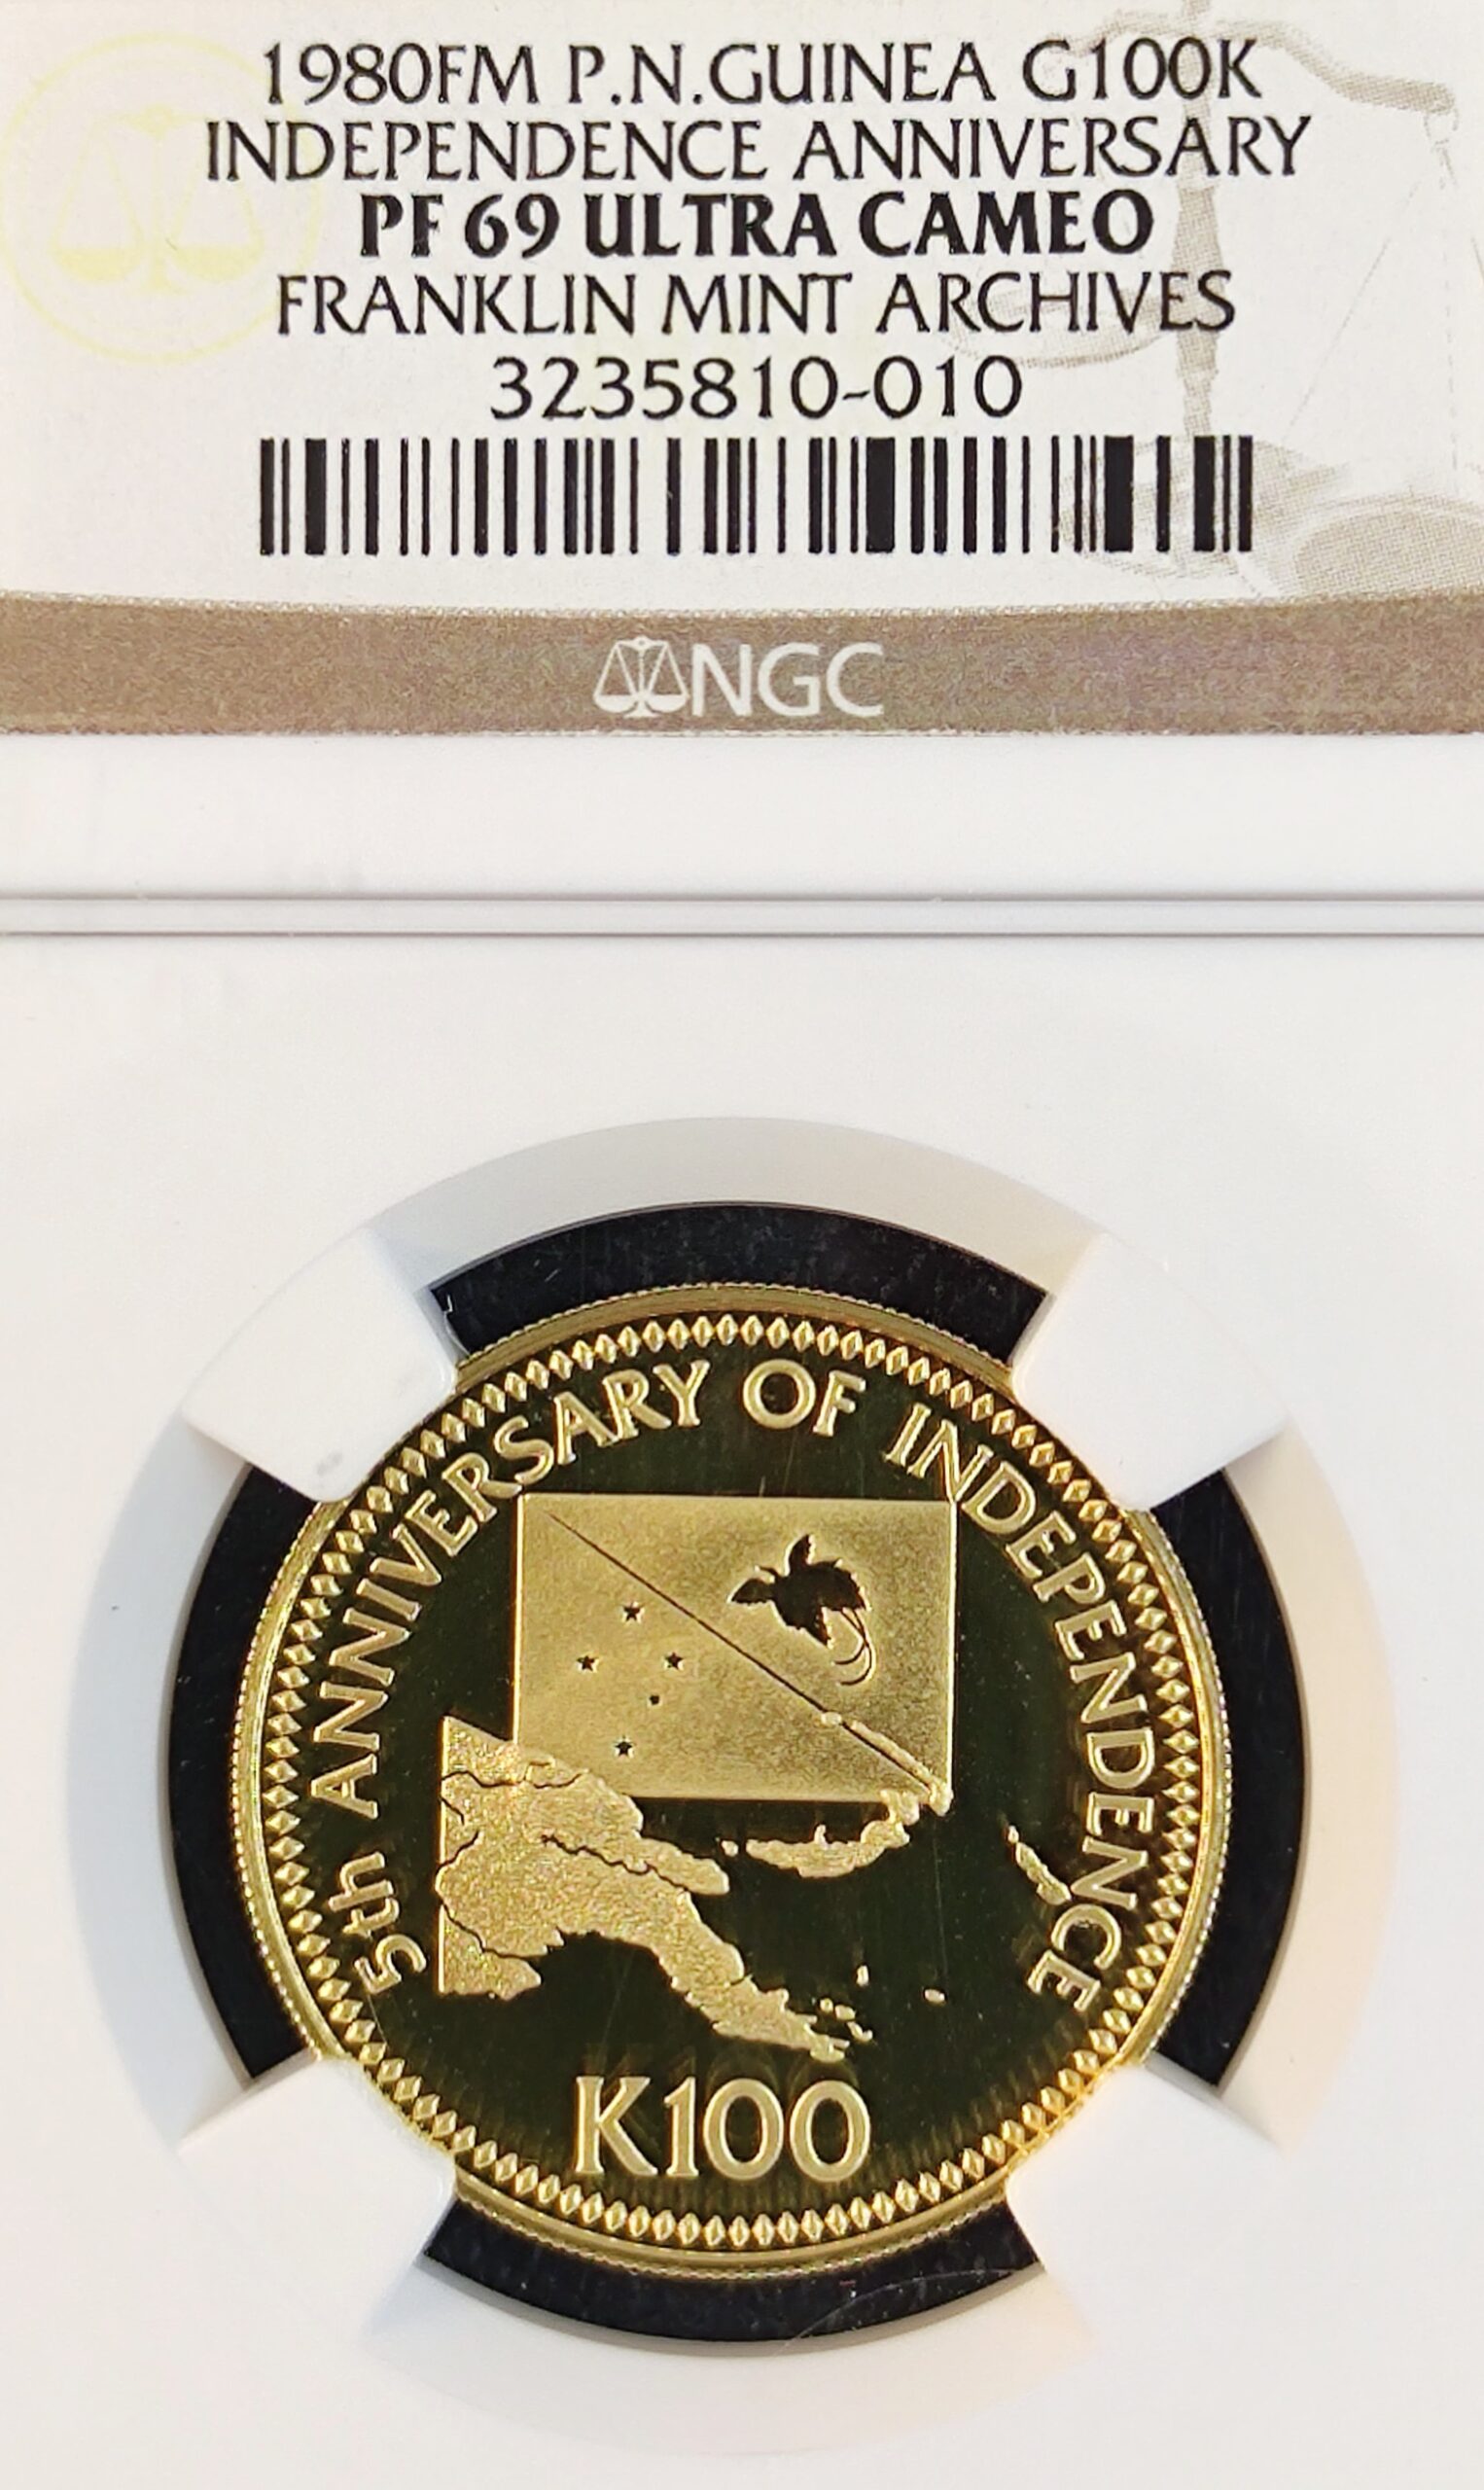 1980FM P.N.GUINEA G100K
INDEPENDENCE ANNIVERSARY
PF 69 ULTRA CAMEO
FRANKLIN MINT ARCHIVES
3235810-010
NGC
5th ANNIVERSARY OF INDEPENDENCE
K100